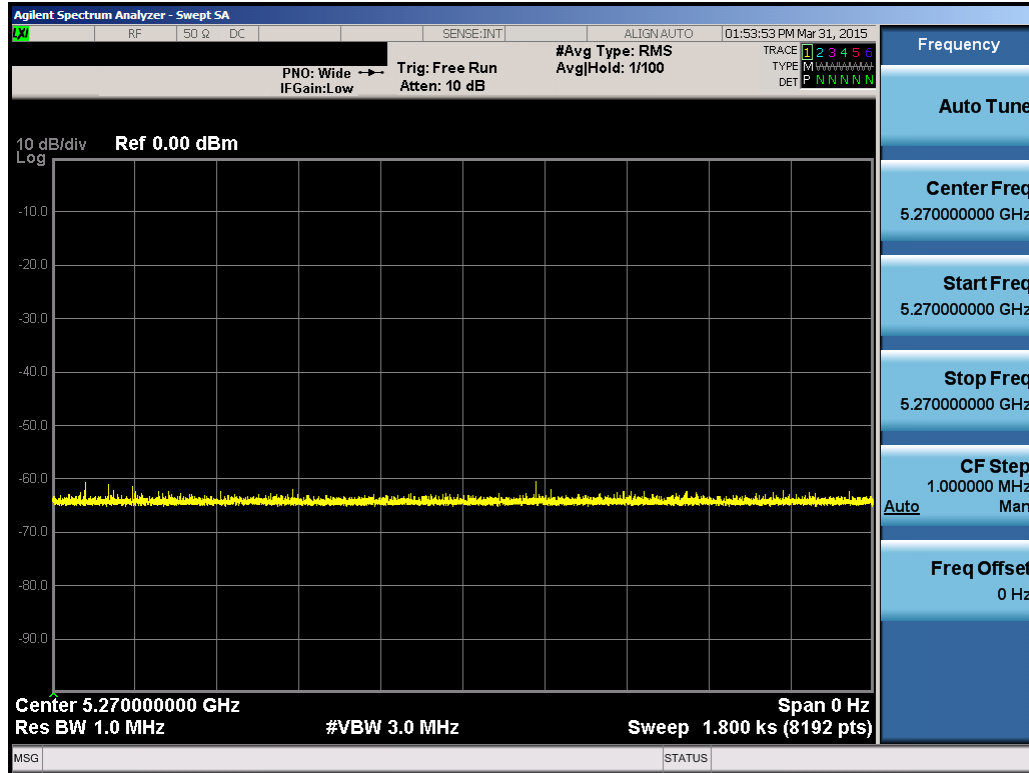 Agilent Spectrum Analyzer - Swept SA
LXI RF 50 Ω DC SENSE:INT ALIGN AUTO 01:53:53 PM Mar 31, 2015
PNO: Wide
IFGain:Low
Trig: Free Run
Atten: 10 dB
#Avg Type: RMS
Avg|Hold: 1/100
TRACE 1 2 3 4 5 6
TYPE M
DET P N N N N N
10 dB/div
Log
Ref 0.00 dBm
-10.0
-20.0
-30.0
-40.0
-50.0
-60.0
-70.0
-80.0
-90.0
Center 5.270000000 GHz
Span 0 Hz
Res BW 1.0 MHz
#VBW 3.0 MHz
Sweep 1.800 ks (8192 pts)
MSG
STATUS
Frequency
Auto Tune
Center Freq
5.270000000 GHz
Start Freq
5.270000000 GHz
Stop Freq
5.270000000 GHz
CF Step
1.000000 MHz
Auto Man
Freq Offset
0 Hz